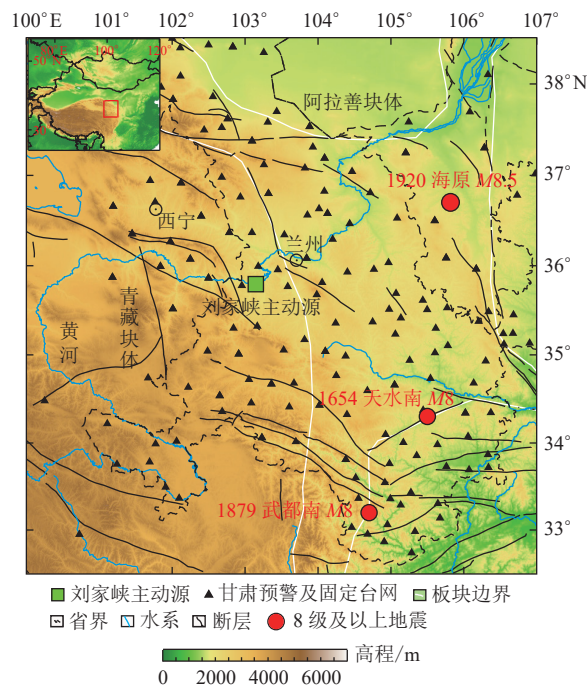 100°E 101° 102° 103° 104° 105° 106° 107°
100° 120°
50°N
38°N
37°
36°
35°
34°
33°
阿拉善块体
1920 海原 M8.5
西宁
兰州
刘家峡主动源
青藏块体
黄河
1654 天水南 M8
1879 武都南 M8
刘家峡主动源 甘肃预警及固定台网 板块边界
省界 水系 断层 8 级及以上地震
高程/m
0 2000 4000 6000